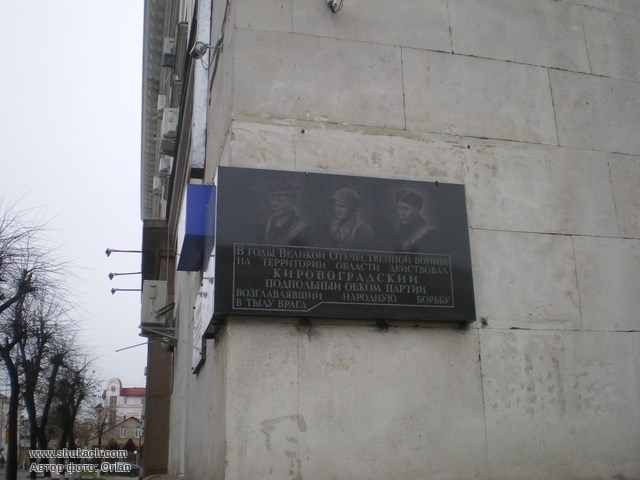 В ГОДЫ ВЕЛИКОЙ ОТЕЧЕСТВЕННОЙ ВОЙНЫ
НА ТЕРРИТОРИИ ОБЛАСТИ ДЕЙСТВОВАЛ
КИРОВОГРАДСКИЙ
ПОДПОЛЬНЫЙ ОБКОМ ПАРТИИ
ВОЗГЛАВЛЯВШИЙ НАРОДНУЮ БОРЬБУ
В ТЫЛУ ВРАГА
www.shukach.com
Автор фото: Orlan